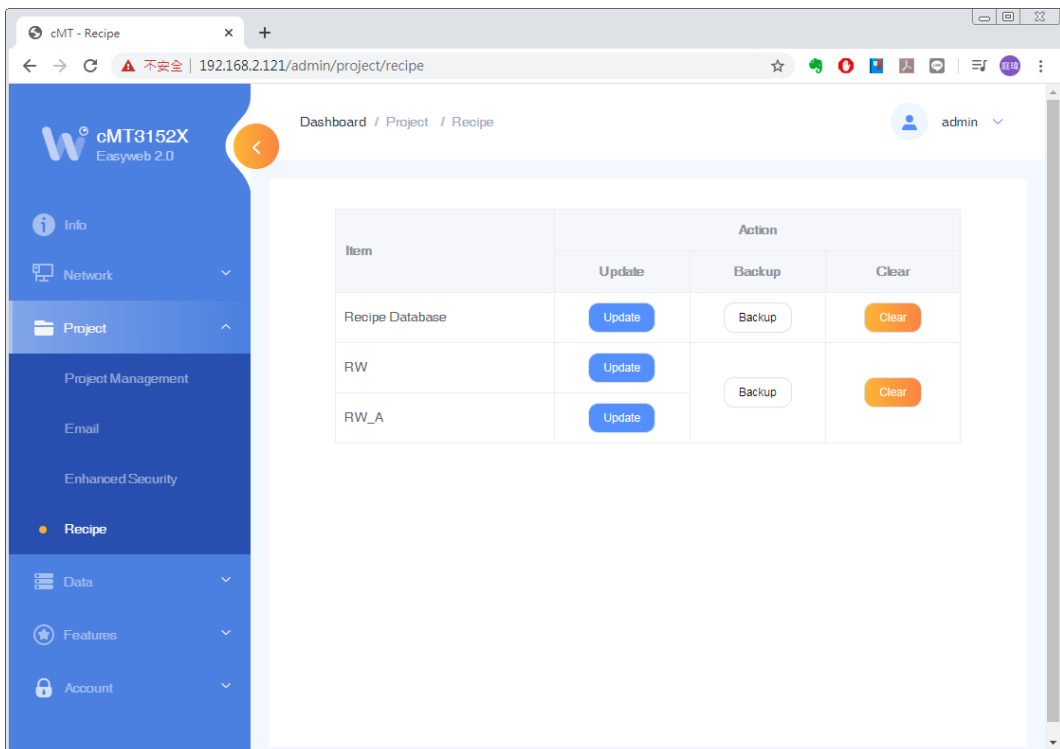 cMT - Recipe
不安全 192.168.2.121/admin/project/recipe
cMT3152X
Easyweb 2.0
Dashboard / Project / Recipe
admin
Info
Network
Project
Project Management
Email
Enhanced Security
Recipe
Data
Features
Account
Item Action
Update Backup Clear
Recipe Database Update Backup Clear
RW Update
Backup Clear
RW_A Update